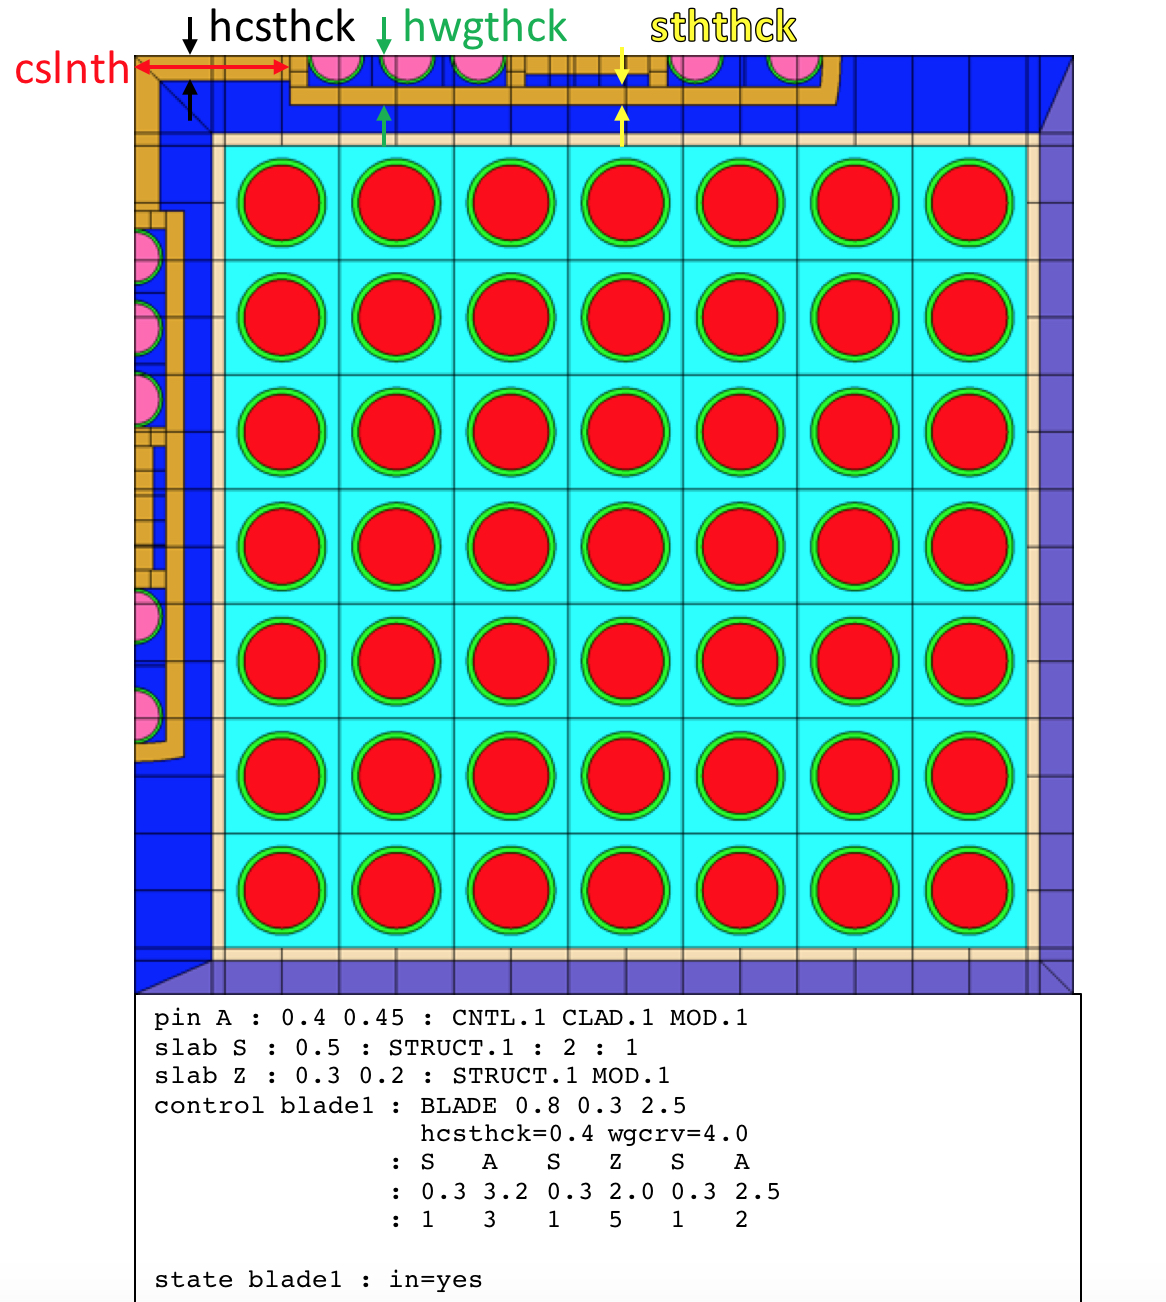 hcsthck hwgthck sththck
cslnth
pin A : 0.4 0.45 : CNTL.1 CLAD.1 MOD.1
slab S : 0.5 : STRUCT.1 : 2 : 1
slab Z : 0.3 0.2 : STRUCT.1 MOD.1
control blade1 : BLADE 0.8 0.3 2.5
hcsthck=0.4 wgcrv=4.0
: S A S Z S A
: 0.3 3.2 0.3 2.0 0.3 2.5
: 1 3 1 5 1 2
state blade1 : in=yes